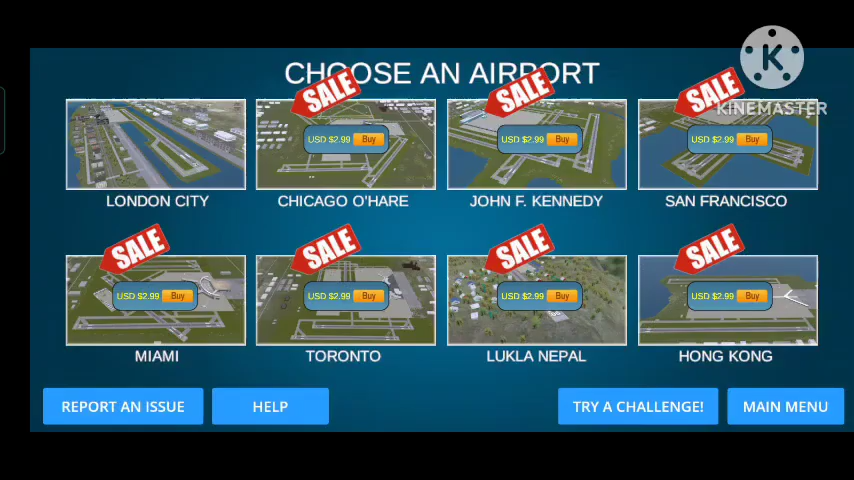 CHOOSE AN AIRPORT
K
KINEMASTER
SALE
SALE
SALE
USD $2.99 Buy
USD $2.99 Buy
USD $2.99 Buy
LONDON CITY
CHICAGO O'HARE
JOHN F. KENNEDY
SAN FRANCISCO
SALE
SALE
SALE
SALE
USD $2.99 Buy
USD $2.99 Buy
USD $2.99 Buy
USD $2.99 Buy
MIAMI
TORONTO
LUKLA NEPAL
HONG KONG
REPORT AN ISSUE
HELP
TRY A CHALLENGE!
MAIN MENU